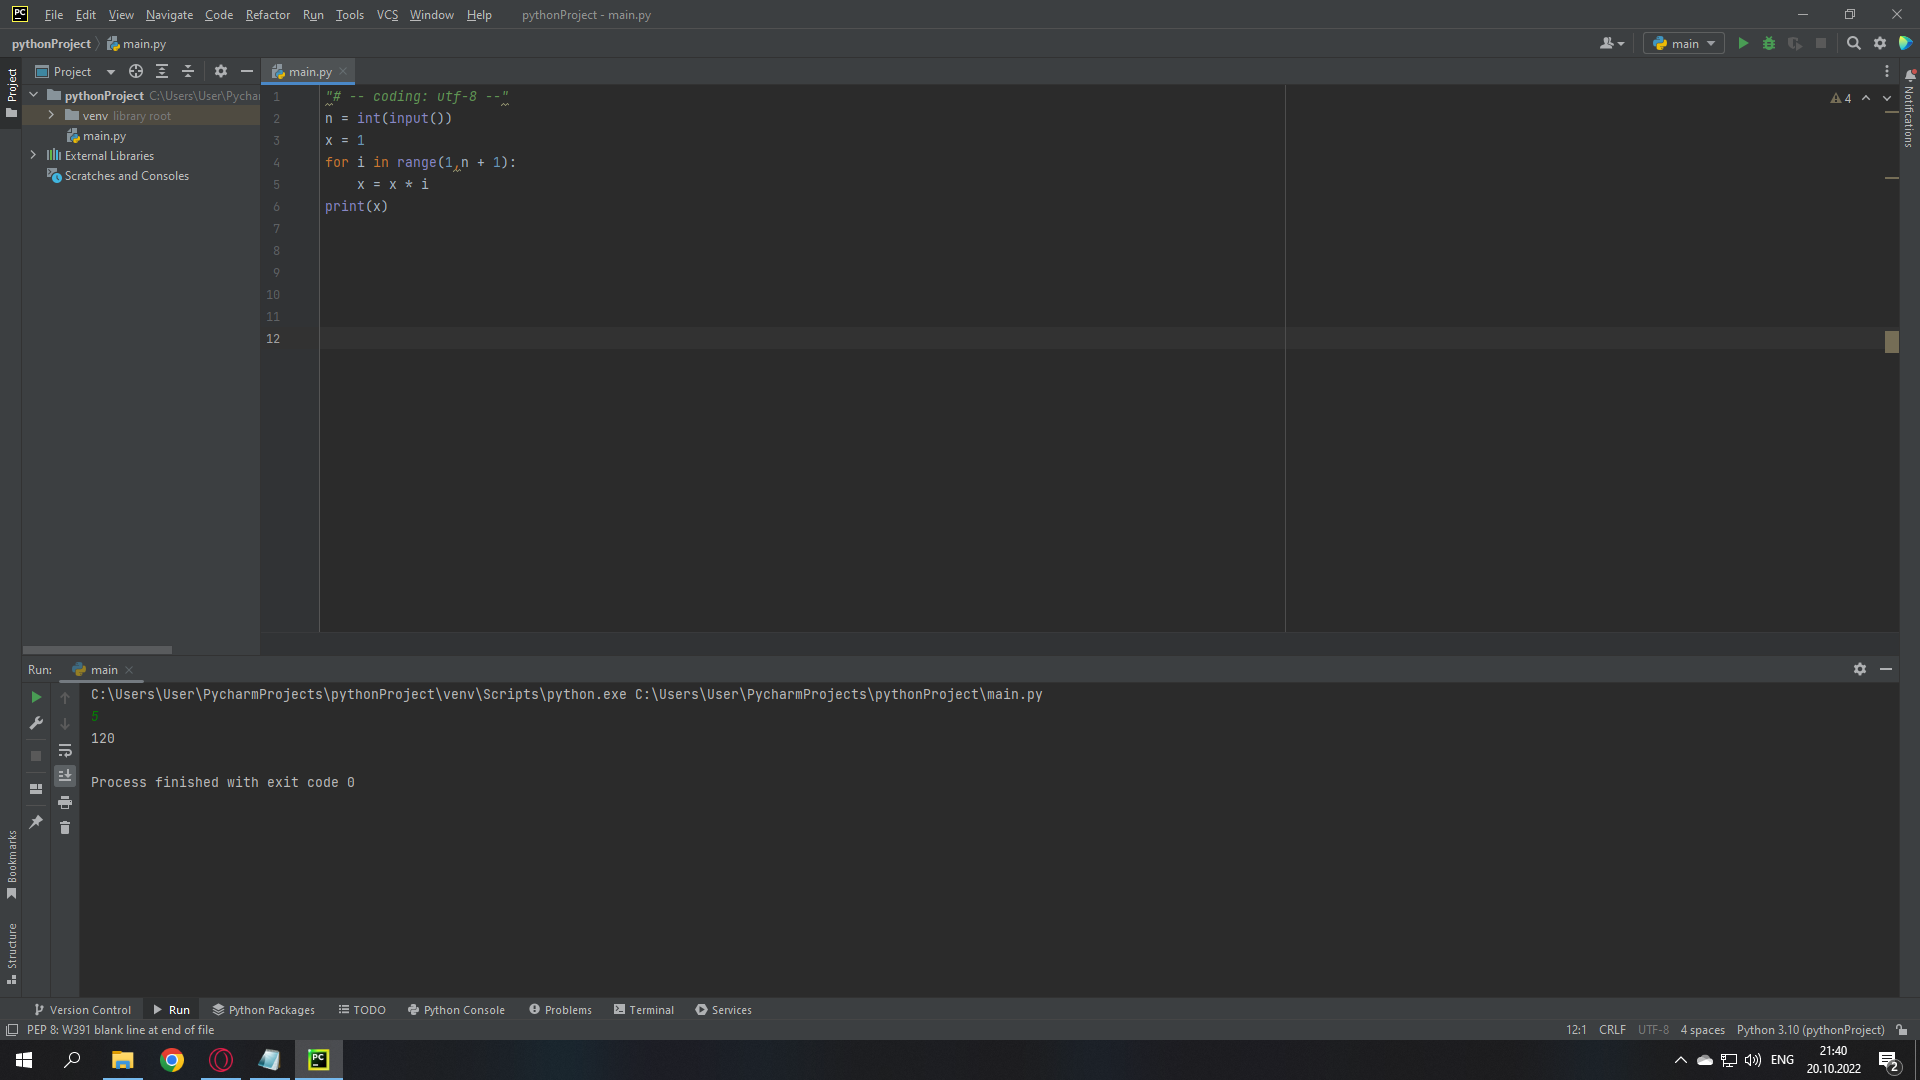 PC File Edit View Navigate Code Refactor Run Tools VCS Window Help pythonProject - main.py
pythonProject main.py main
Project main.py
Project
pythonProject C:\Users\User\Pychar
venv library root
main.py
External Libraries
Scratches and Consoles
1 "# -- coding: utf-8 --"
2 n = int(input())
3 x = 1
4 for i in range(1,n + 1):
5     x = x * i
6 print(x)
7
8
9
10
11
12
4
Notifications
Run: main
C:\Users\User\PycharmProjects\pythonProject\venv\Scripts\python.exe C:\Users\User\PycharmProjects\pythonProject\main.py
5
120
Process finished with exit code 0
Bookmarks
Structure
Version Control Run Python Packages TODO Python Console Problems Terminal Services
PEP 8: W391 blank line at end of file 12:1 CRLF UTF-8 4 spaces Python 3.10 (pythonProject)
PC ENG 21:40
20.10.2022 2